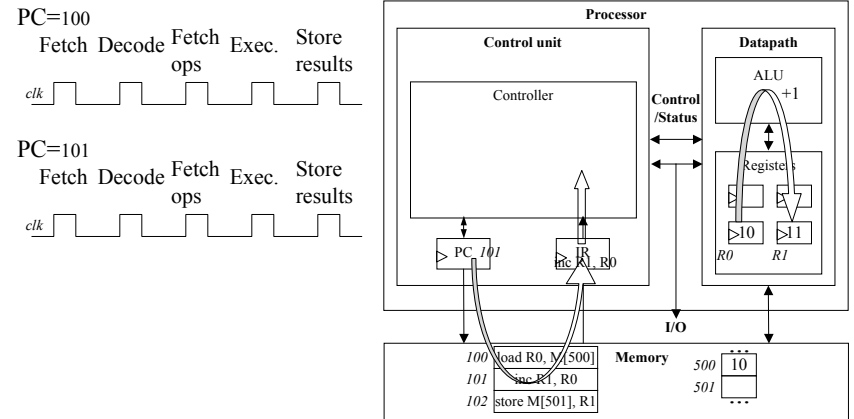 PC=100
Fetch Decode Fetch ops Exec. Store results
clk
PC=101
Fetch Decode Fetch ops Exec. Store results
clk
Processor
Control unit
Controller
Control
/Status
Datapath
ALU
+1
Registers
10
11
R0
R1
PC 101
IR
inc R1, R0
I/O
Memory
100 load R0, M[500]
101 inc R1, R0
102 store M[501], R1
...
500 10
501
...